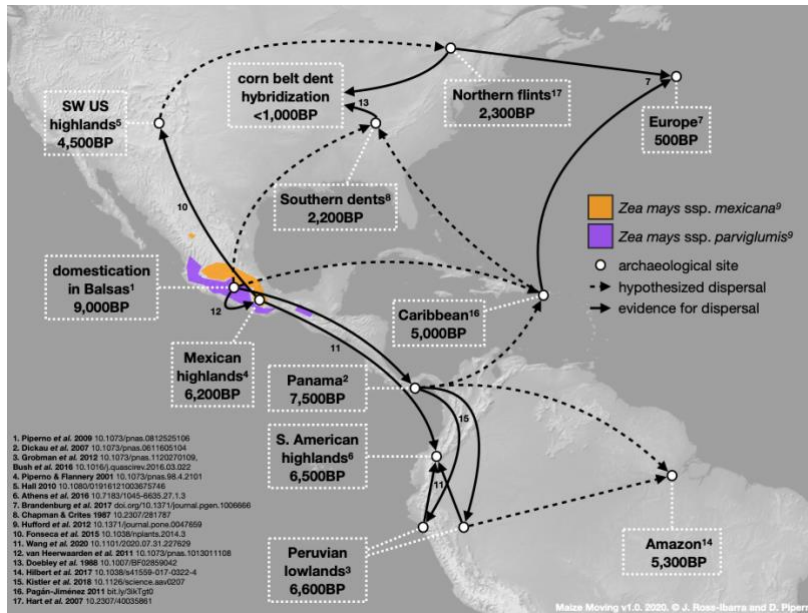 corn belt dent
hybridization
<1,000BP
Northern flints¹⁷
2,300BP
SW US
highlands⁵
4,500BP
13
7
Europe⁷
500BP
Southern dents⁸
2,200BP
10
Zea mays ssp. mexicana⁹
Zea mays ssp. parviglumis⁹
archaeological site
hypothesized dispersal
evidence for dispersal
domestication
in Balsas¹
9,000BP
12
Caribbean¹⁶
5,000BP
Mexican
highlands⁴
6,200BP
11
Panama²
7,500BP
15
S. American
highlands⁶
6,500BP
11
Peruvian
lowlands³
6,600BP
Amazon¹⁴
5,300BP
1. Piperno et al. 2009 10.1073/pnas.0812525106
2. Dickau et al. 2007 10.1073/pnas.0611605104
3. Grobman et al. 2012 10.1073/pnas.1120270109,
Bush et al. 2016 10.1016/j.quascirev.2016.03.022
4. Piperno & Flannery 2001 10.1073/pnas.98.4.2101
5. Hall 2010 10.1080/01916121003675746
6. Athens et al. 2016 10.7183/1045-6635.27.1.3
7. Brandenburg et al. 2017 doi.org/10.1371/journal.pgen.1006666
8. Chapman & Crites 1987 10.2307/281787
9. Hufford et al. 2012 10.1371/journal.pone.0047659
10. Fonseca et al. 2015 10.1038/nplants.2014.3
11. Wang et al. 2020 10.1101/2020.07.31.227629
12. van Heerwaarden et al. 2011 10.1073/pnas.1013011108
13. Doebley et al. 1988 10.1007/BF02859042
14. Hilbert et al. 2017 10.1038/s41559-017-0322-4
15. Kistler et al. 2018 10.1126/science.aav0207
16. Pagán-Jiménez 2011 bit.ly/3ikTgt0
17. Hart et al. 2007 10.2307/40035861
Maize Moving v1.0. 2020. © J. Ross-Ibarra and D. Pipern